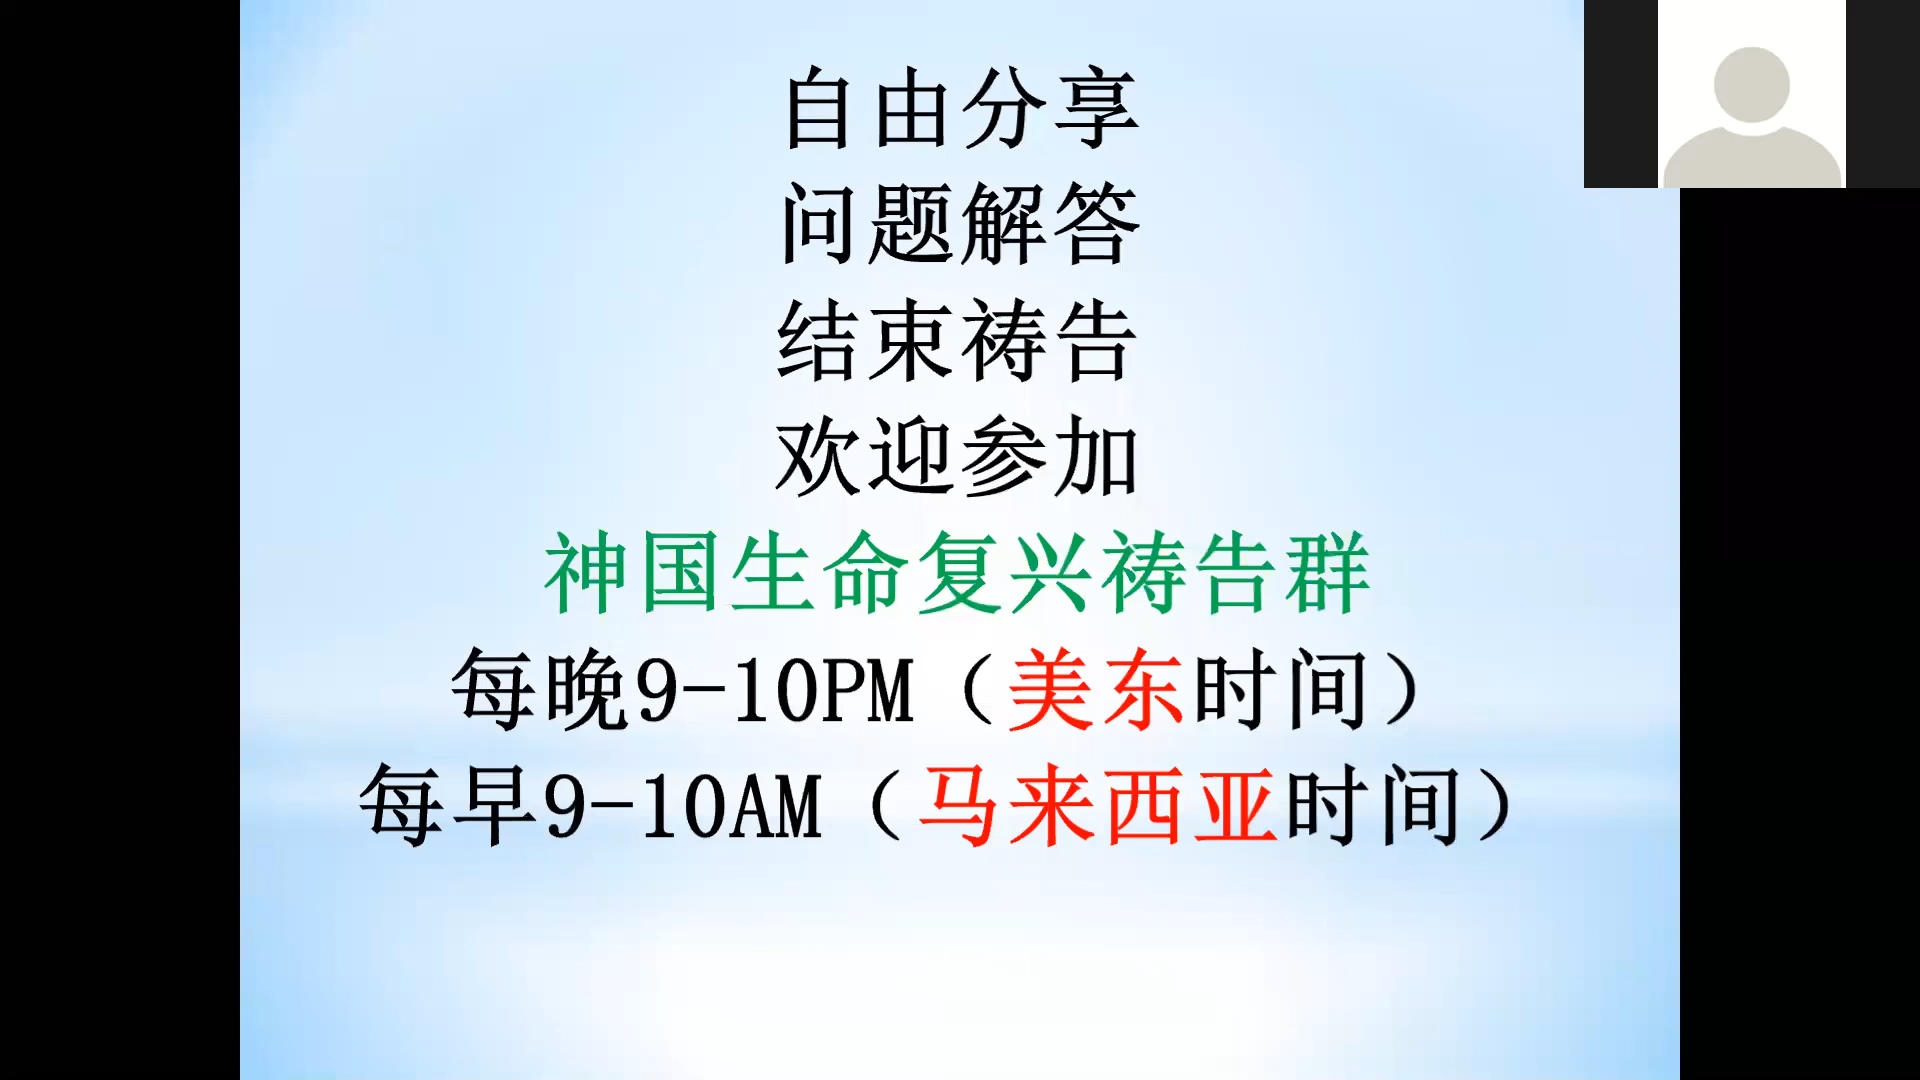 自由分享
问题解答
结束祷告
欢迎参加
神国生命复兴祷告群
每晚9-10PM（美东时间）
每早9-10AM（马来西亚时间）